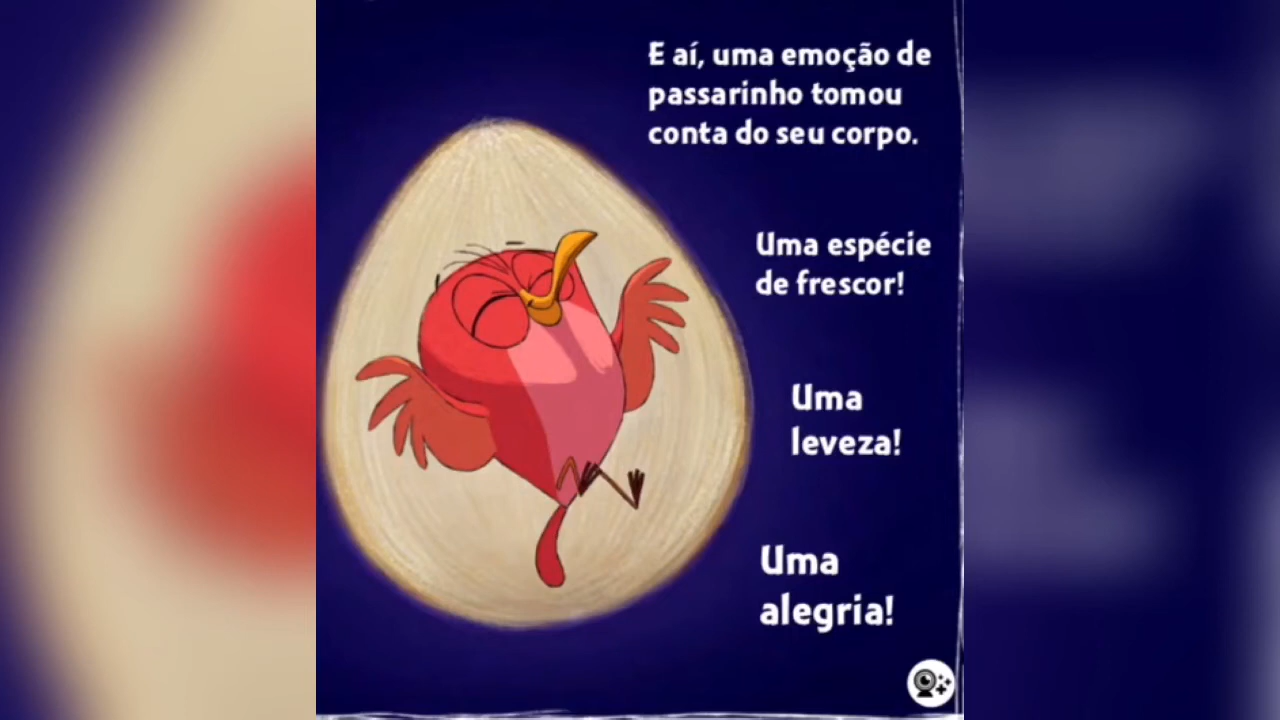 E aí, uma emoção de
passarinho tomou
conta do seu corpo.
Uma espécie
de frescor!
Uma
leveza!
Uma
alegria!